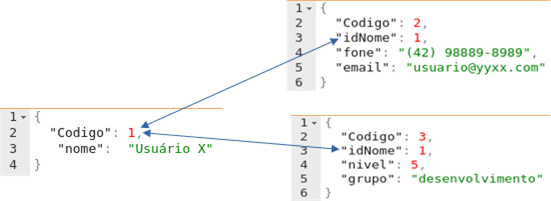 1 {
2 "Codigo": 2,
3 "idNome": 1,
4 "fone": "(42) 98889-8989",
5 "email": "usuario@yyxx.com"
6 }
1 {
2 "Codigo": 1,
3 "nome": "Usuário X"
4 }
1 {
2 "Codigo": 3,
3 "idNome": 1,
4 "nivel": 5,
5 "grupo": "desenvolvimento"
6 }